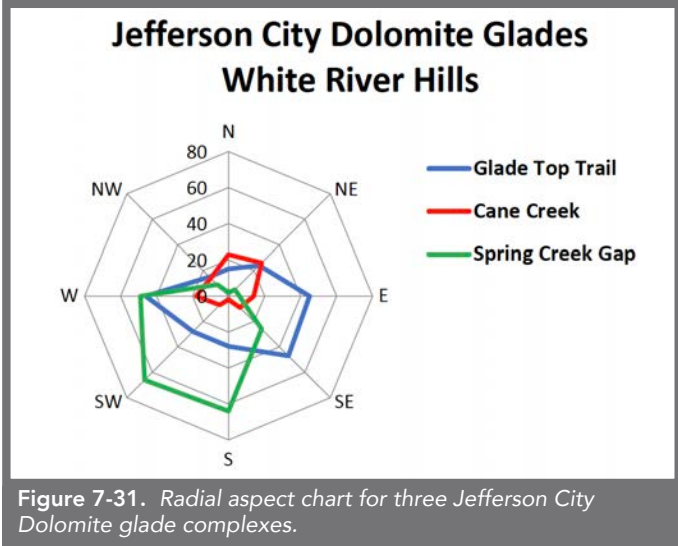 Jefferson City Dolomite Glades
White River Hills
N
80
NW
60
NE
40
20
W
0
E
SW
SE
S
Glade Top Trail
Cane Creek
Spring Creek Gap
Figure 7-31. Radial aspect chart for three Jefferson City
Dolomite glade complexes.